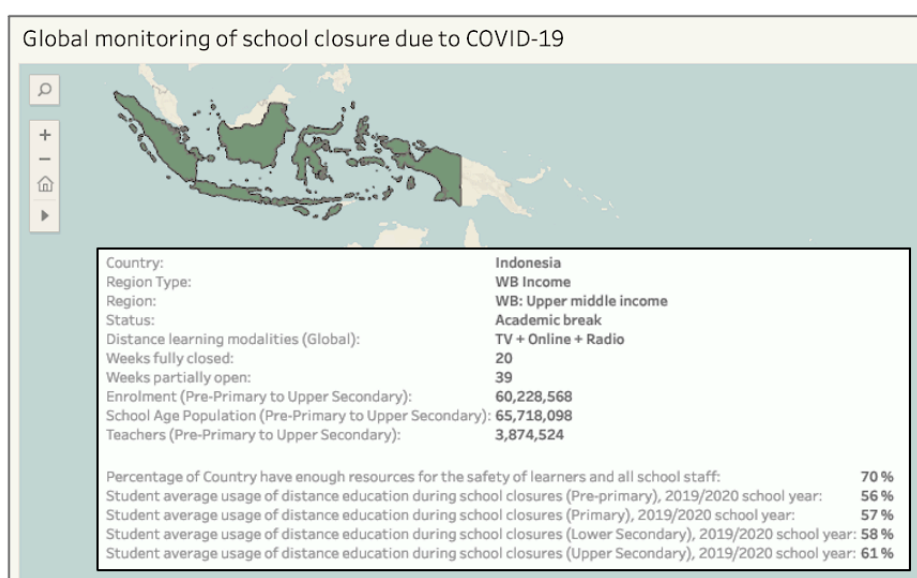 Global monitoring of school closure due to COVID-19
Country: Indonesia
Region Type: WB Income
Region: WB: Upper middle income
Status: Academic break
Distance learning modalities (Global): TV + Online + Radio
Weeks fully closed: 20
Weeks partially open: 39
Enrolment (Pre-Primary to Upper Secondary): 60,228,568
School Age Population (Pre-Primary to Upper Secondary): 65,718,098
Teachers (Pre-Primary to Upper Secondary): 3,874,524
Percentage of Country have enough resources for the safety of learners and all school staff: 70 %
Student average usage of distance education during school closures (Pre-primary), 2019/2020 school year: 56 %
Student average usage of distance education during school closures (Primary), 2019/2020 school year: 57 %
Student average usage of distance education during school closures (Lower Secondary), 2019/2020 school year: 58 %
Student average usage of distance education during school closures (Upper Secondary), 2019/2020 school year: 61 %